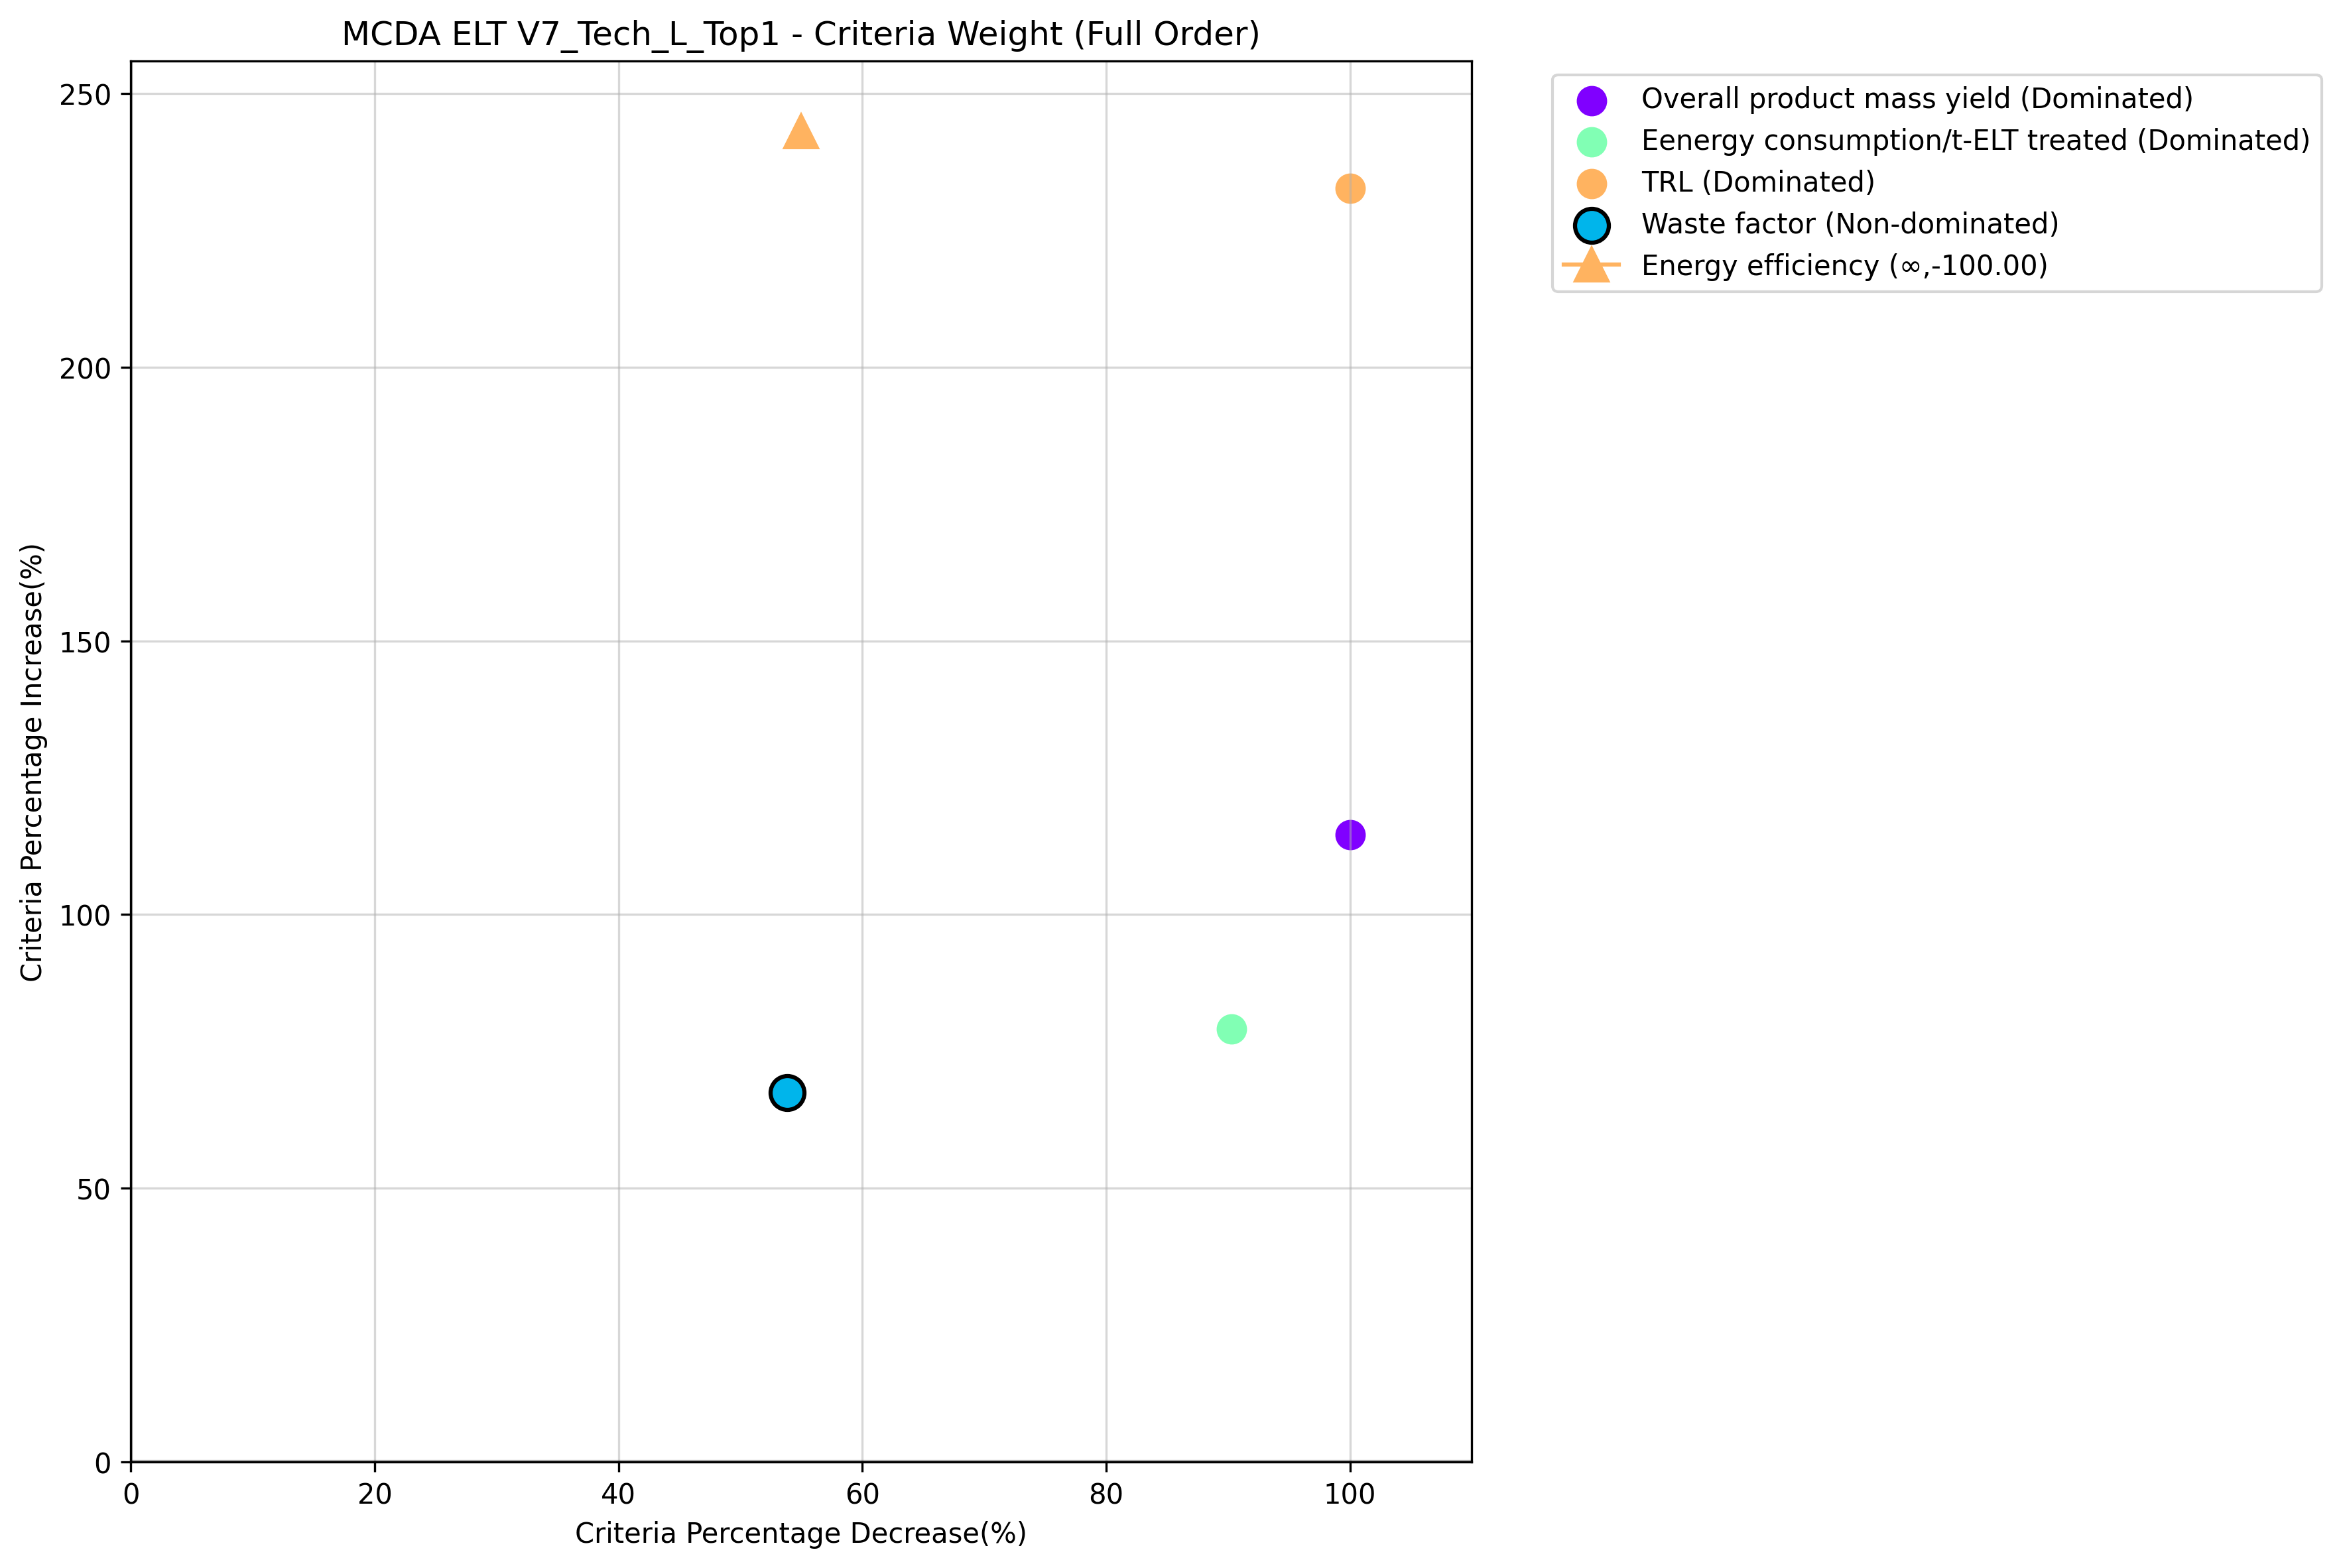 MCDA ELT V7_Tech_L_Top1 - Criteria Weight (Full Order)
250
200
150
100
50
0
Criteria Percentage Increase(%)
0 20 40 60 80 100
Criteria Percentage Decrease(%)
Overall product mass yield (Dominated)
Eenergy consumption/t-ELT treated (Dominated)
TRL (Dominated)
Waste factor (Non-dominated)
Energy efficiency (∞,-100.00)